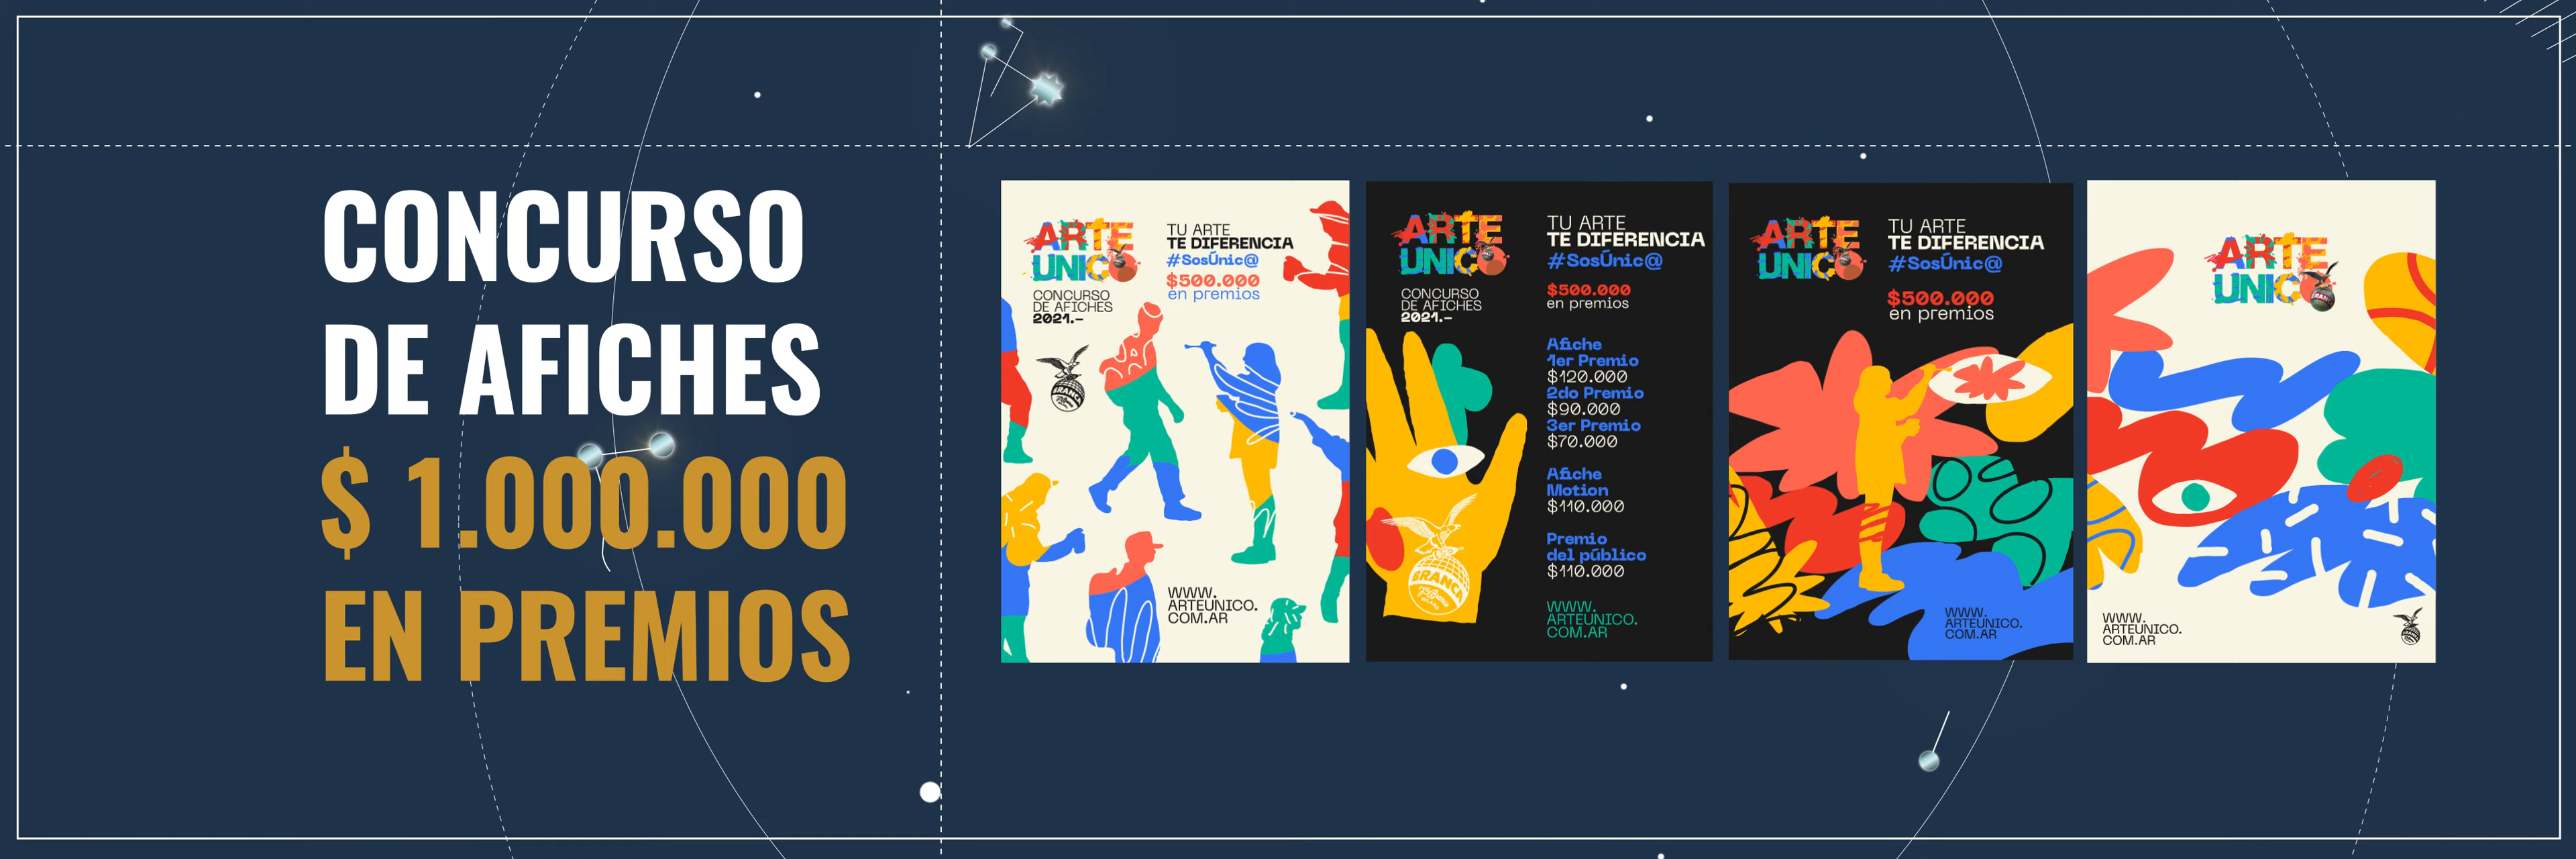 CONCURSO
DE AFICHES
$ 1.000.000
EN PREMIOS
ARTE
UNICO
CONCURSO
DE AFICHES
2021.-
TU ARTE
TE DIFERENCIA
#SosÚnic@
$500.000
en premios
BRANCA
WWW.
ARTEUNICO.
COM.AR
ARTE
UNICO
CONCURSO
DE AFICHES
2021.-
TU ARTE
TE DIFERENCIA
#SosÚnic@
$500.000
en premios
Afiche
1er Premio
$120.000
2do Premio
$90.000
3er Premio
$70.000
Afiche
Motion
$110.000
Premio
del público
$110.000
BRANCA
WWW.
ARTEUNICO.
COM.AR
ARTE
UNICO
TU ARTE
TE DIFERENCIA
#SosÚnic@
$500.000
en premios
WWW.
ARTEUNICO.
COM.AR
ARTE
UNICO
WWW.
ARTEUNICO.
COM.AR